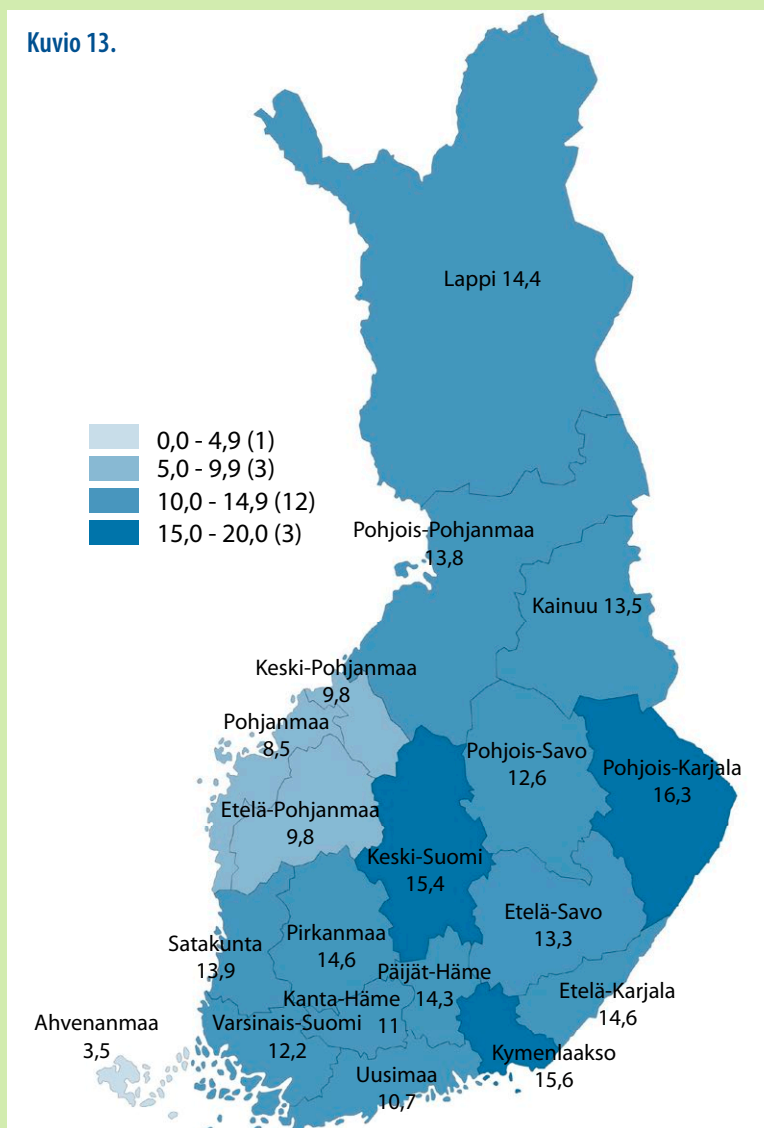 Kuvio 13.
Lappi 14,4
0,0 - 4,9 (1)
5,0 - 9,9 (3)
10,0 - 14,9 (12)
15,0 - 20,0 (3)
Pohjois-Pohjanmaa
13,8
Kainuu 13,5
Keski-Pohjanmaa
9,8
Pohjanmaa
8,5
Pohjois-Savo
12,6
Pohjois-Karjala
16,3
Etelä-Pohjanmaa
9,8
Keski-Suomi
15,4
Etelä-Savo
13,3
Satakunta
13,9
Pirkanmaa
14,6
Päijät-Häme
14,3
Etelä-Karjala
14,6
Kanta-Häme
11
Ahvenanmaa
3,5
Varsinais-Suomi
12,2
Kymenlaakso
15,6
Uusimaa
10,7